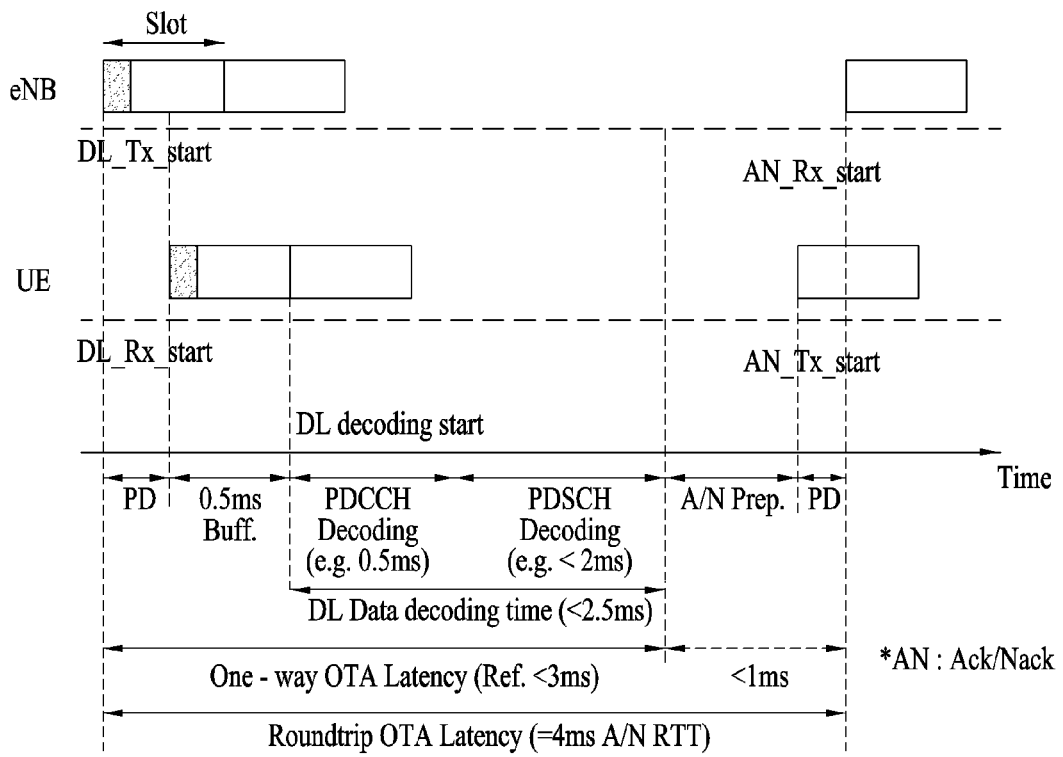 Slot
eNB
DL_Tx_start
AN_Rx_start
UE
DL_Rx_start
AN_Tx_start
DL decoding start
Time
PD
0.5ms
Buff.
PDCCH
Decoding
(e.g. 0.5ms)
PDSCH
Decoding
(e.g. < 2ms)
A/N Prep.
PD
DL Data decoding time (<2.5ms)
One - way OTA Latency (Ref. <3ms)
<1ms
*AN : Ack/Nack
Roundtrip OTA Latency (=4ms A/N RTT)